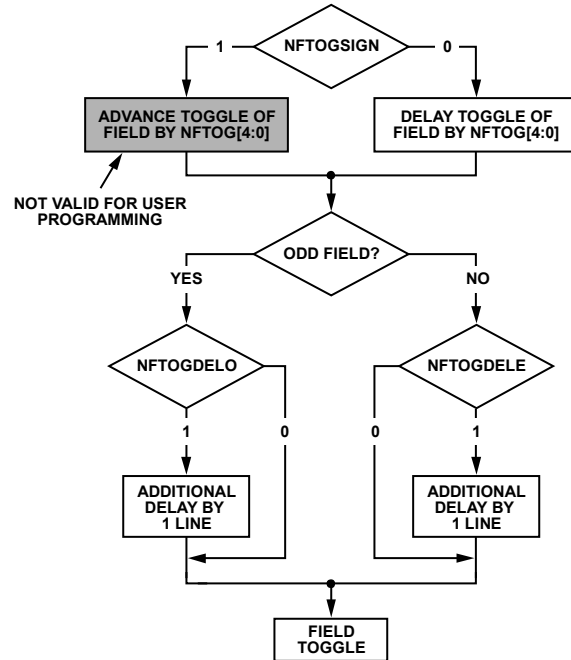 NFTOGSIGN
1
0
ADVANCE TOGGLE OF
FIELD BY NFTOG[4:0]
DELAY TOGGLE OF
FIELD BY NFTOG[4:0]
NOT VALID FOR USER
PROGRAMMING
ODD FIELD?
YES
NO
NFTOGDELO
NFTOGDELE
1
0
0
1
ADDITIONAL
DELAY BY
1 LINE
ADDITIONAL
DELAY BY
1 LINE
FIELD
TOGGLE